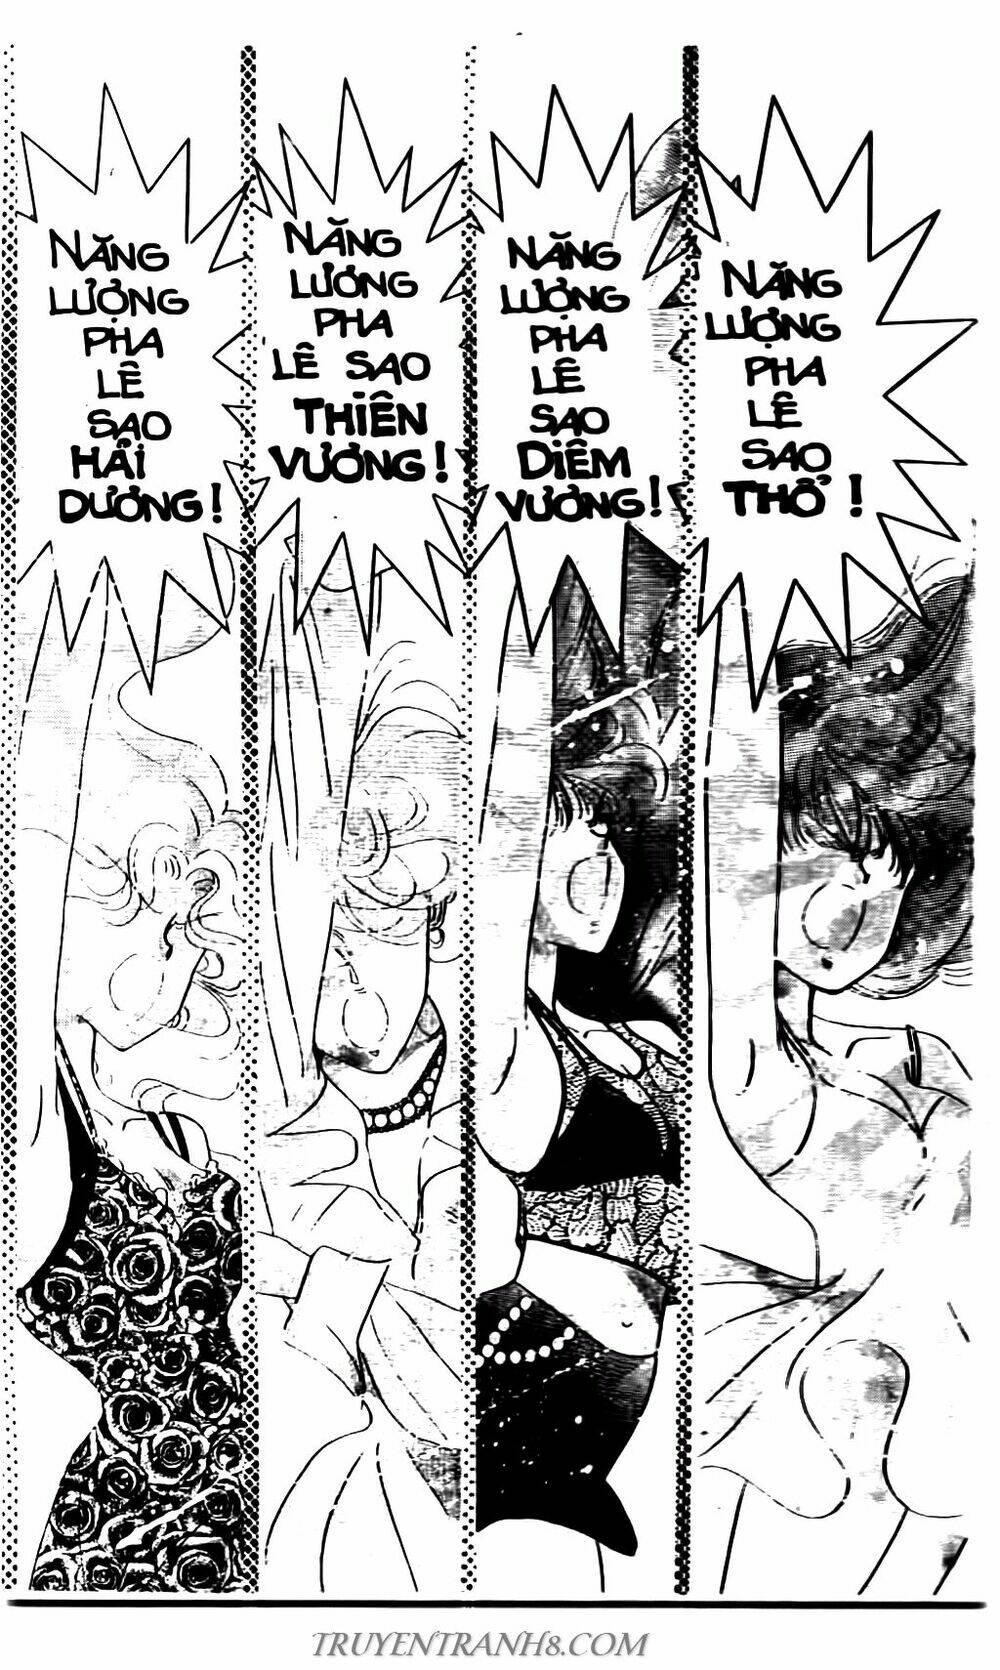 NĂNG
LƯỢNG
PHA
LÊ
SAO
HẢI
DƯƠNG!
NĂNG
LƯƠNG
PHA
LÊ SAO
THIÊN
VƯƠNG!
NĂNG
LƯỢNG
PHA
LÊ
SAO
DIÊM
VƯƠNG!
NĂNG
LƯỢNG
PHA
LÊ
SAO
THỔ!
TRUYENTRANH8.COM